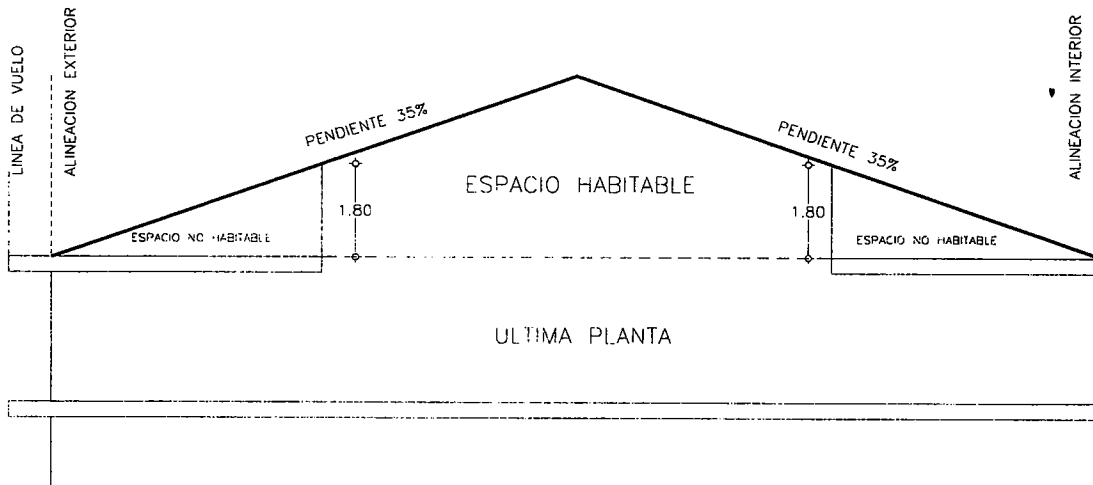 LINEA DE VUELO
ALINEACION EXTERIOR
ALINEACION INTERIOR
PENDIENTE 35%
PENDIENTE 35%
ESPACIO HABITABLE
1.80
1.80
ESPACIO NO HABITABLE
ESPACIO NO HABITABLE
ULTIMA PLANTA